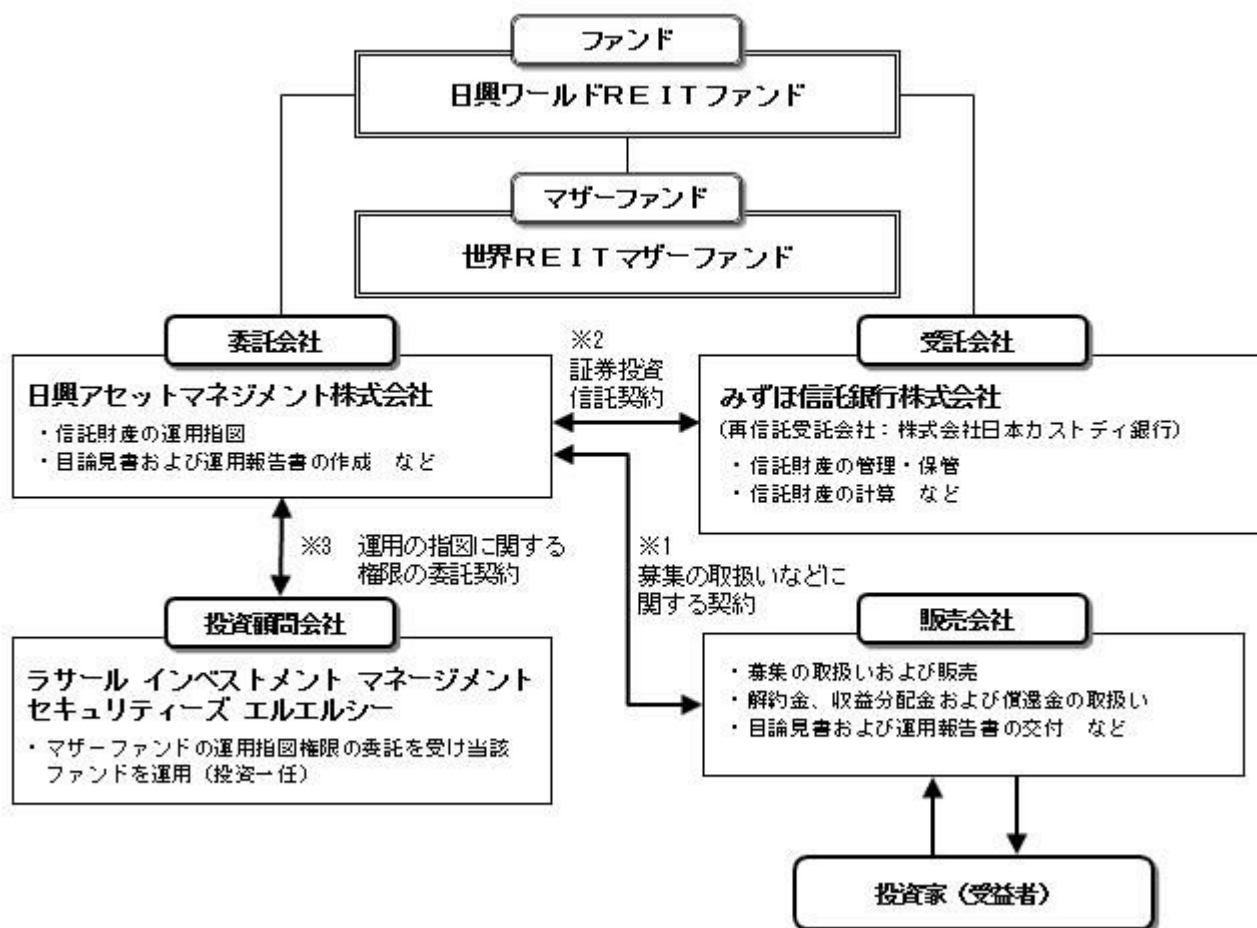 ファンド
日興ワールドREITファンド
マザーファンド
世界REITマザーファンド
委託会社
日興アセットマネジメント株式会社
・信託財産の運用指図
・目論見書および運用報告書の作成 など
※2
証券投資
信託契約
受託会社
みずほ信託銀行株式会社
(再信託受託会社:株式会社日本カストディ銀行)
・信託財産の管理・保管
・信託財産の計算 など
※3 運用の指図に関する
権限の委託契約
※1
募集の取扱いなどに
関する契約
投資顧問会社
ラサール インベストメント マネージメント
セキュリティーズ エルエルシー
・マザーファンドの運用指図権限の委託を受け当該
ファンドを運用(投資一任)
販売会社
・募集の取扱いおよび販売
・解約金、収益分配金および償還金の取扱い
・目論見書および運用報告書の交付 など
投資家(受益者)